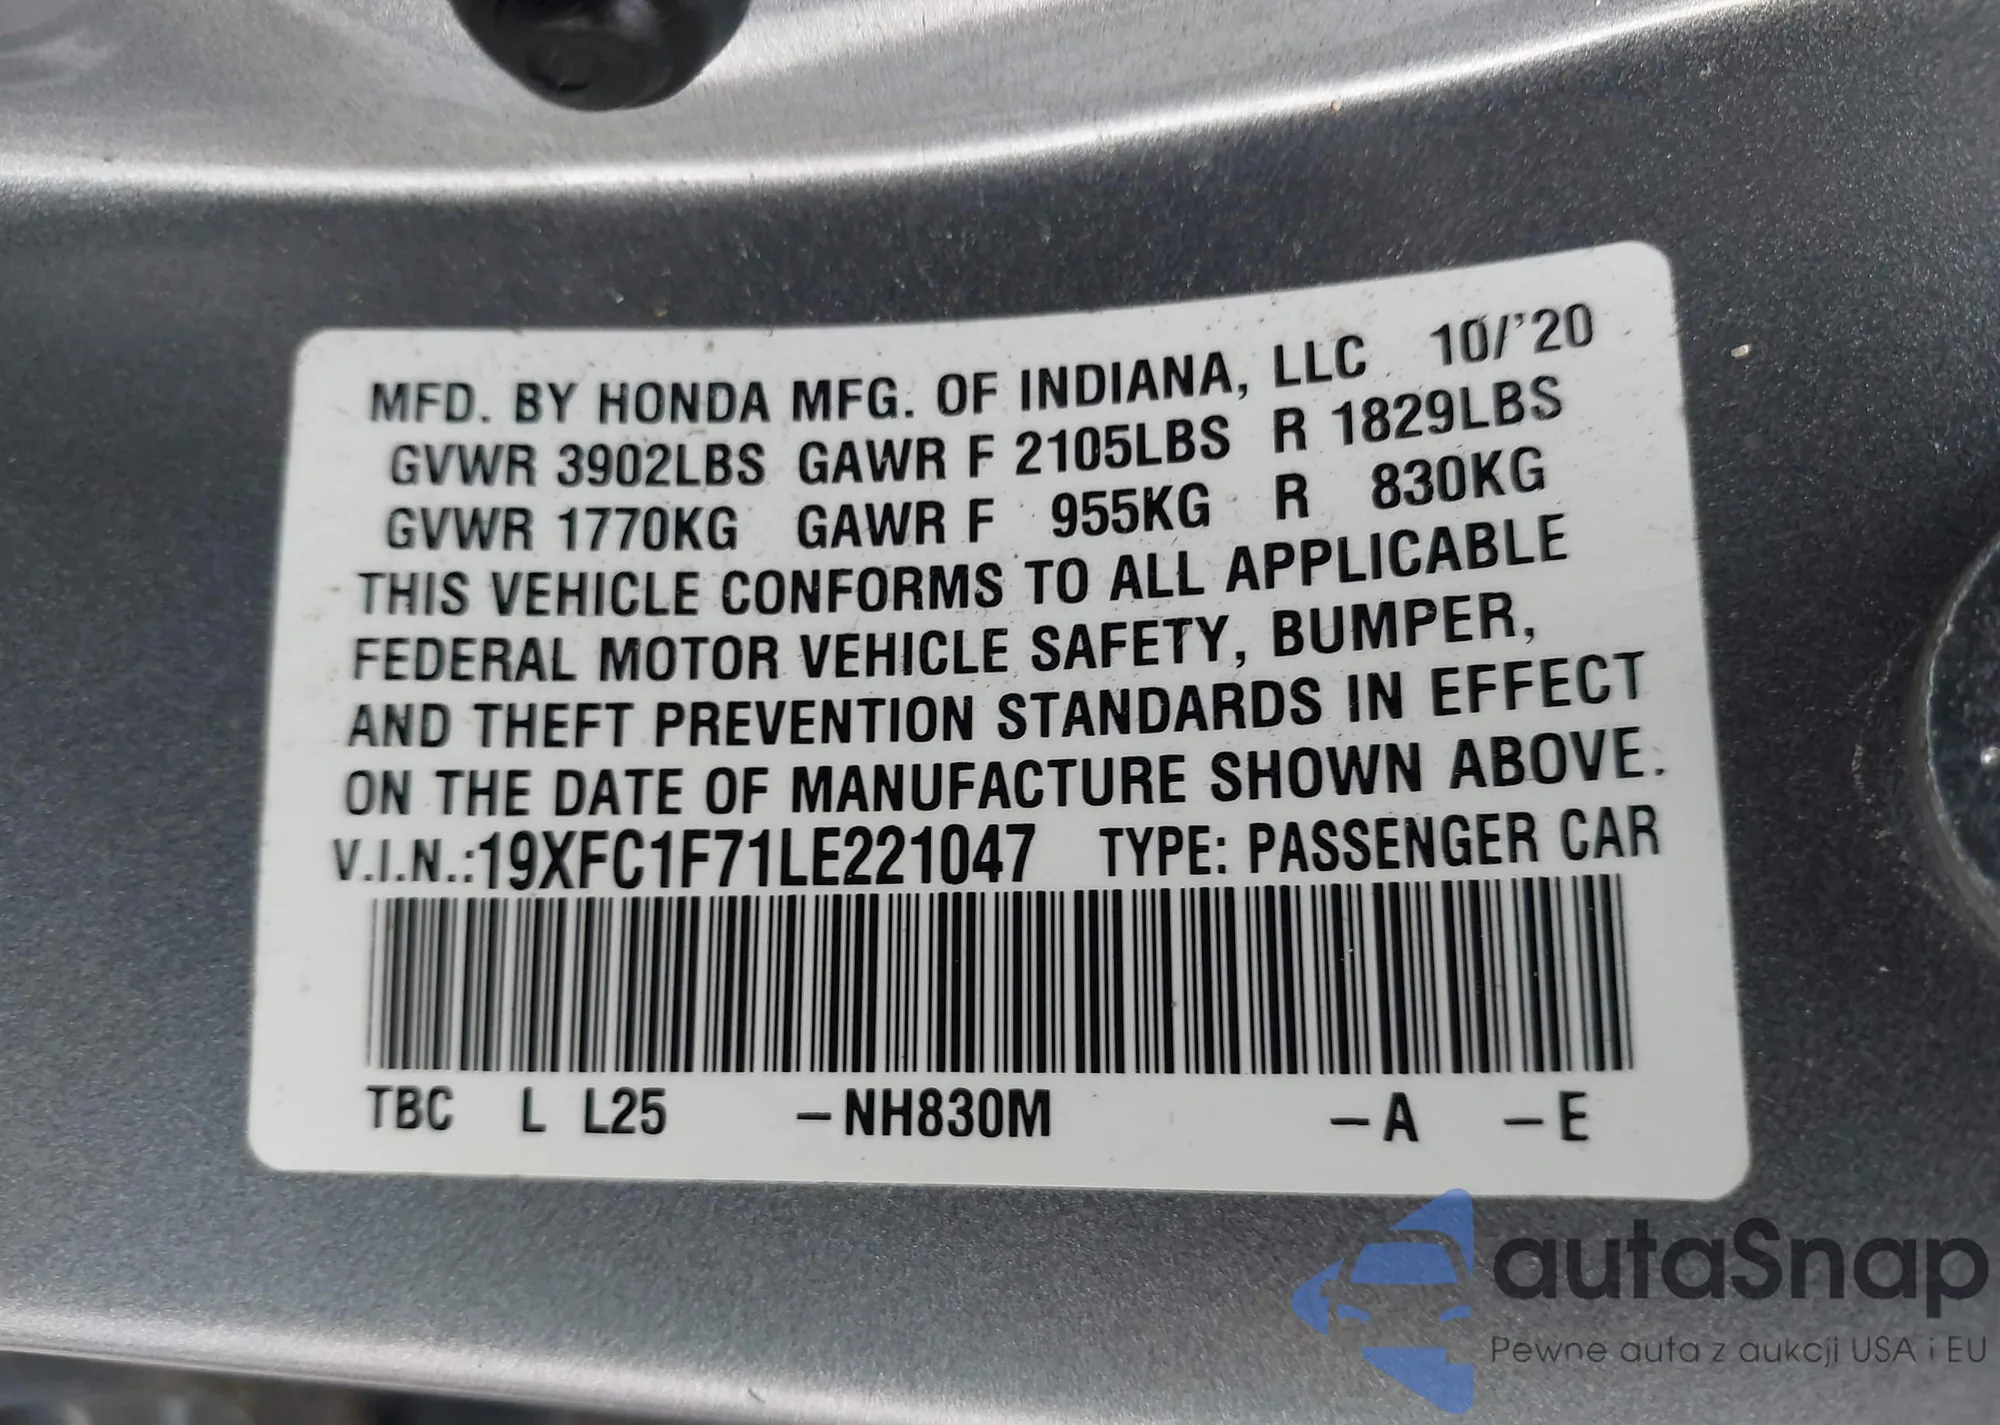 MFD. BY HONDA MFG. OF INDIANA, LLC 10/'20
GVWR 3902LBS GAWR F 2105LBS R 1829LBS
GVWR 1770KG GAWR F 955KG R 830KG
THIS VEHICLE CONFORMS TO ALL APPLICABLE
FEDERAL MOTOR VEHICLE SAFETY, BUMPER,
AND THEFT PREVENTION STANDARDS IN EFFECT
ON THE DATE OF MANUFACTURE SHOWN ABOVE.
V.I.N.:19XFC1F71LE221047 TYPE: PASSENGER CAR
TBC L L25 –NH830M –A –E
autaSnap
Pewne auta z aukcji USA i EU